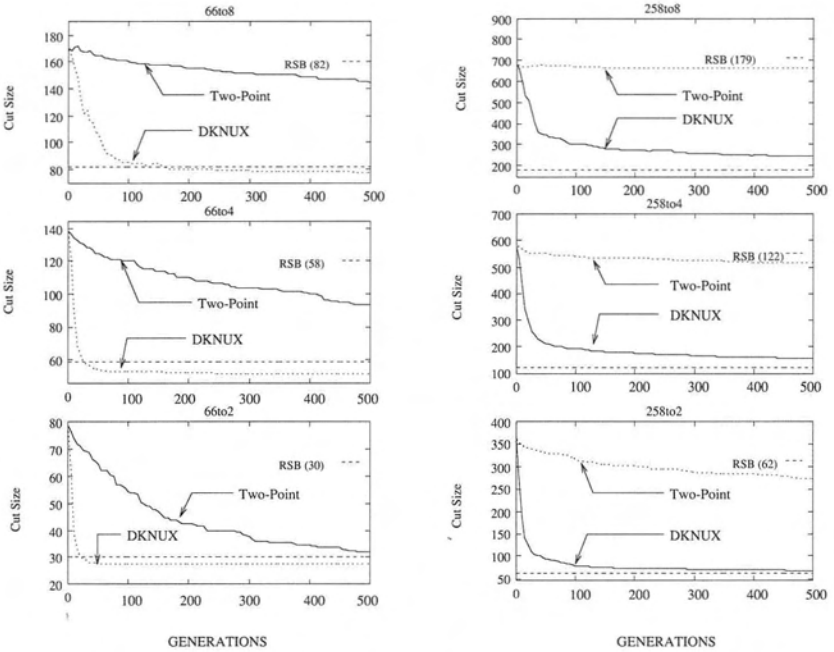 66to8
180
160
140
120
100
80
Cut Size
RSB (82)
Two-Point
DKNUX
0 100 200 300 400 500
66to4
140
120
100
80
60
Cut Size
RSB (58)
Two-Point
DKNUX
0 100 200 300 400 500
66to2
80
70
60
50
40
30
20
Cut Size
RSB (30)
Two-Point
DKNUX
0 100 200 300 400 500
GENERATIONS
258to8
900
800
700
600
500
400
300
200
Cut Size
RSB (179)
Two-Point
DKNUX
0 100 200 300 400 500
258to4
700
600
500
400
300
200
100
Cut Size
RSB (122)
Two-Point
DKNUX
0 100 200 300 400 500
258to2
400
350
300
250
200
150
100
50
Cut Size
RSB (62)
Two-Point
DKNUX
0 100 200 300 400 500
GENERATIONS